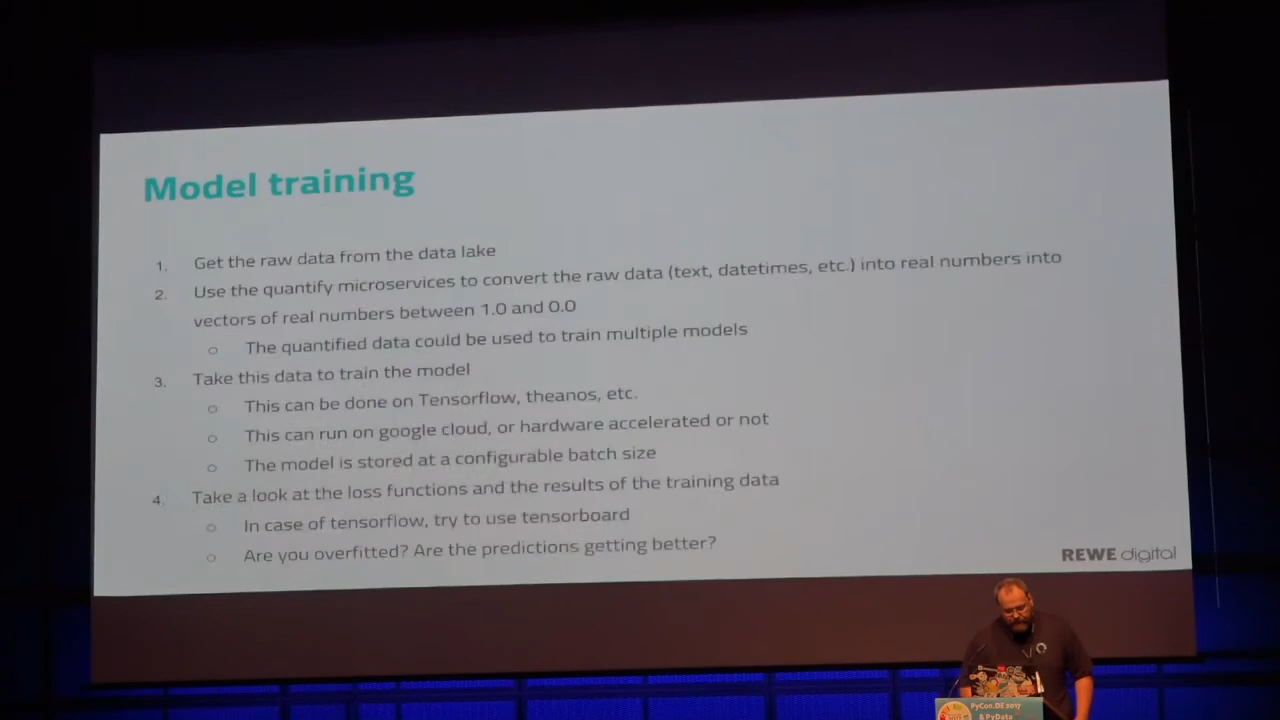 Model training
1. Get the raw data from the data lake
2. Use the quantify microservices to convert the raw data (text, datetimes, etc.) into real numbers into
vectors of real numbers between 1.0 and 0.0
○ The quantified data could be used to train multiple models
3. Take this data to train the model
○ This can be done on Tensorflow, theanos, etc.
○ This can run on google cloud, or hardware accelerated or not
○ The model is stored at a configurable batch size
4. Take a look at the loss functions and the results of the training data
○ In case of tensorflow, try to use tensorboard
○ Are you overfitted? Are the predictions getting better?
REWE digital
PyCon.DE 2017
& PyData